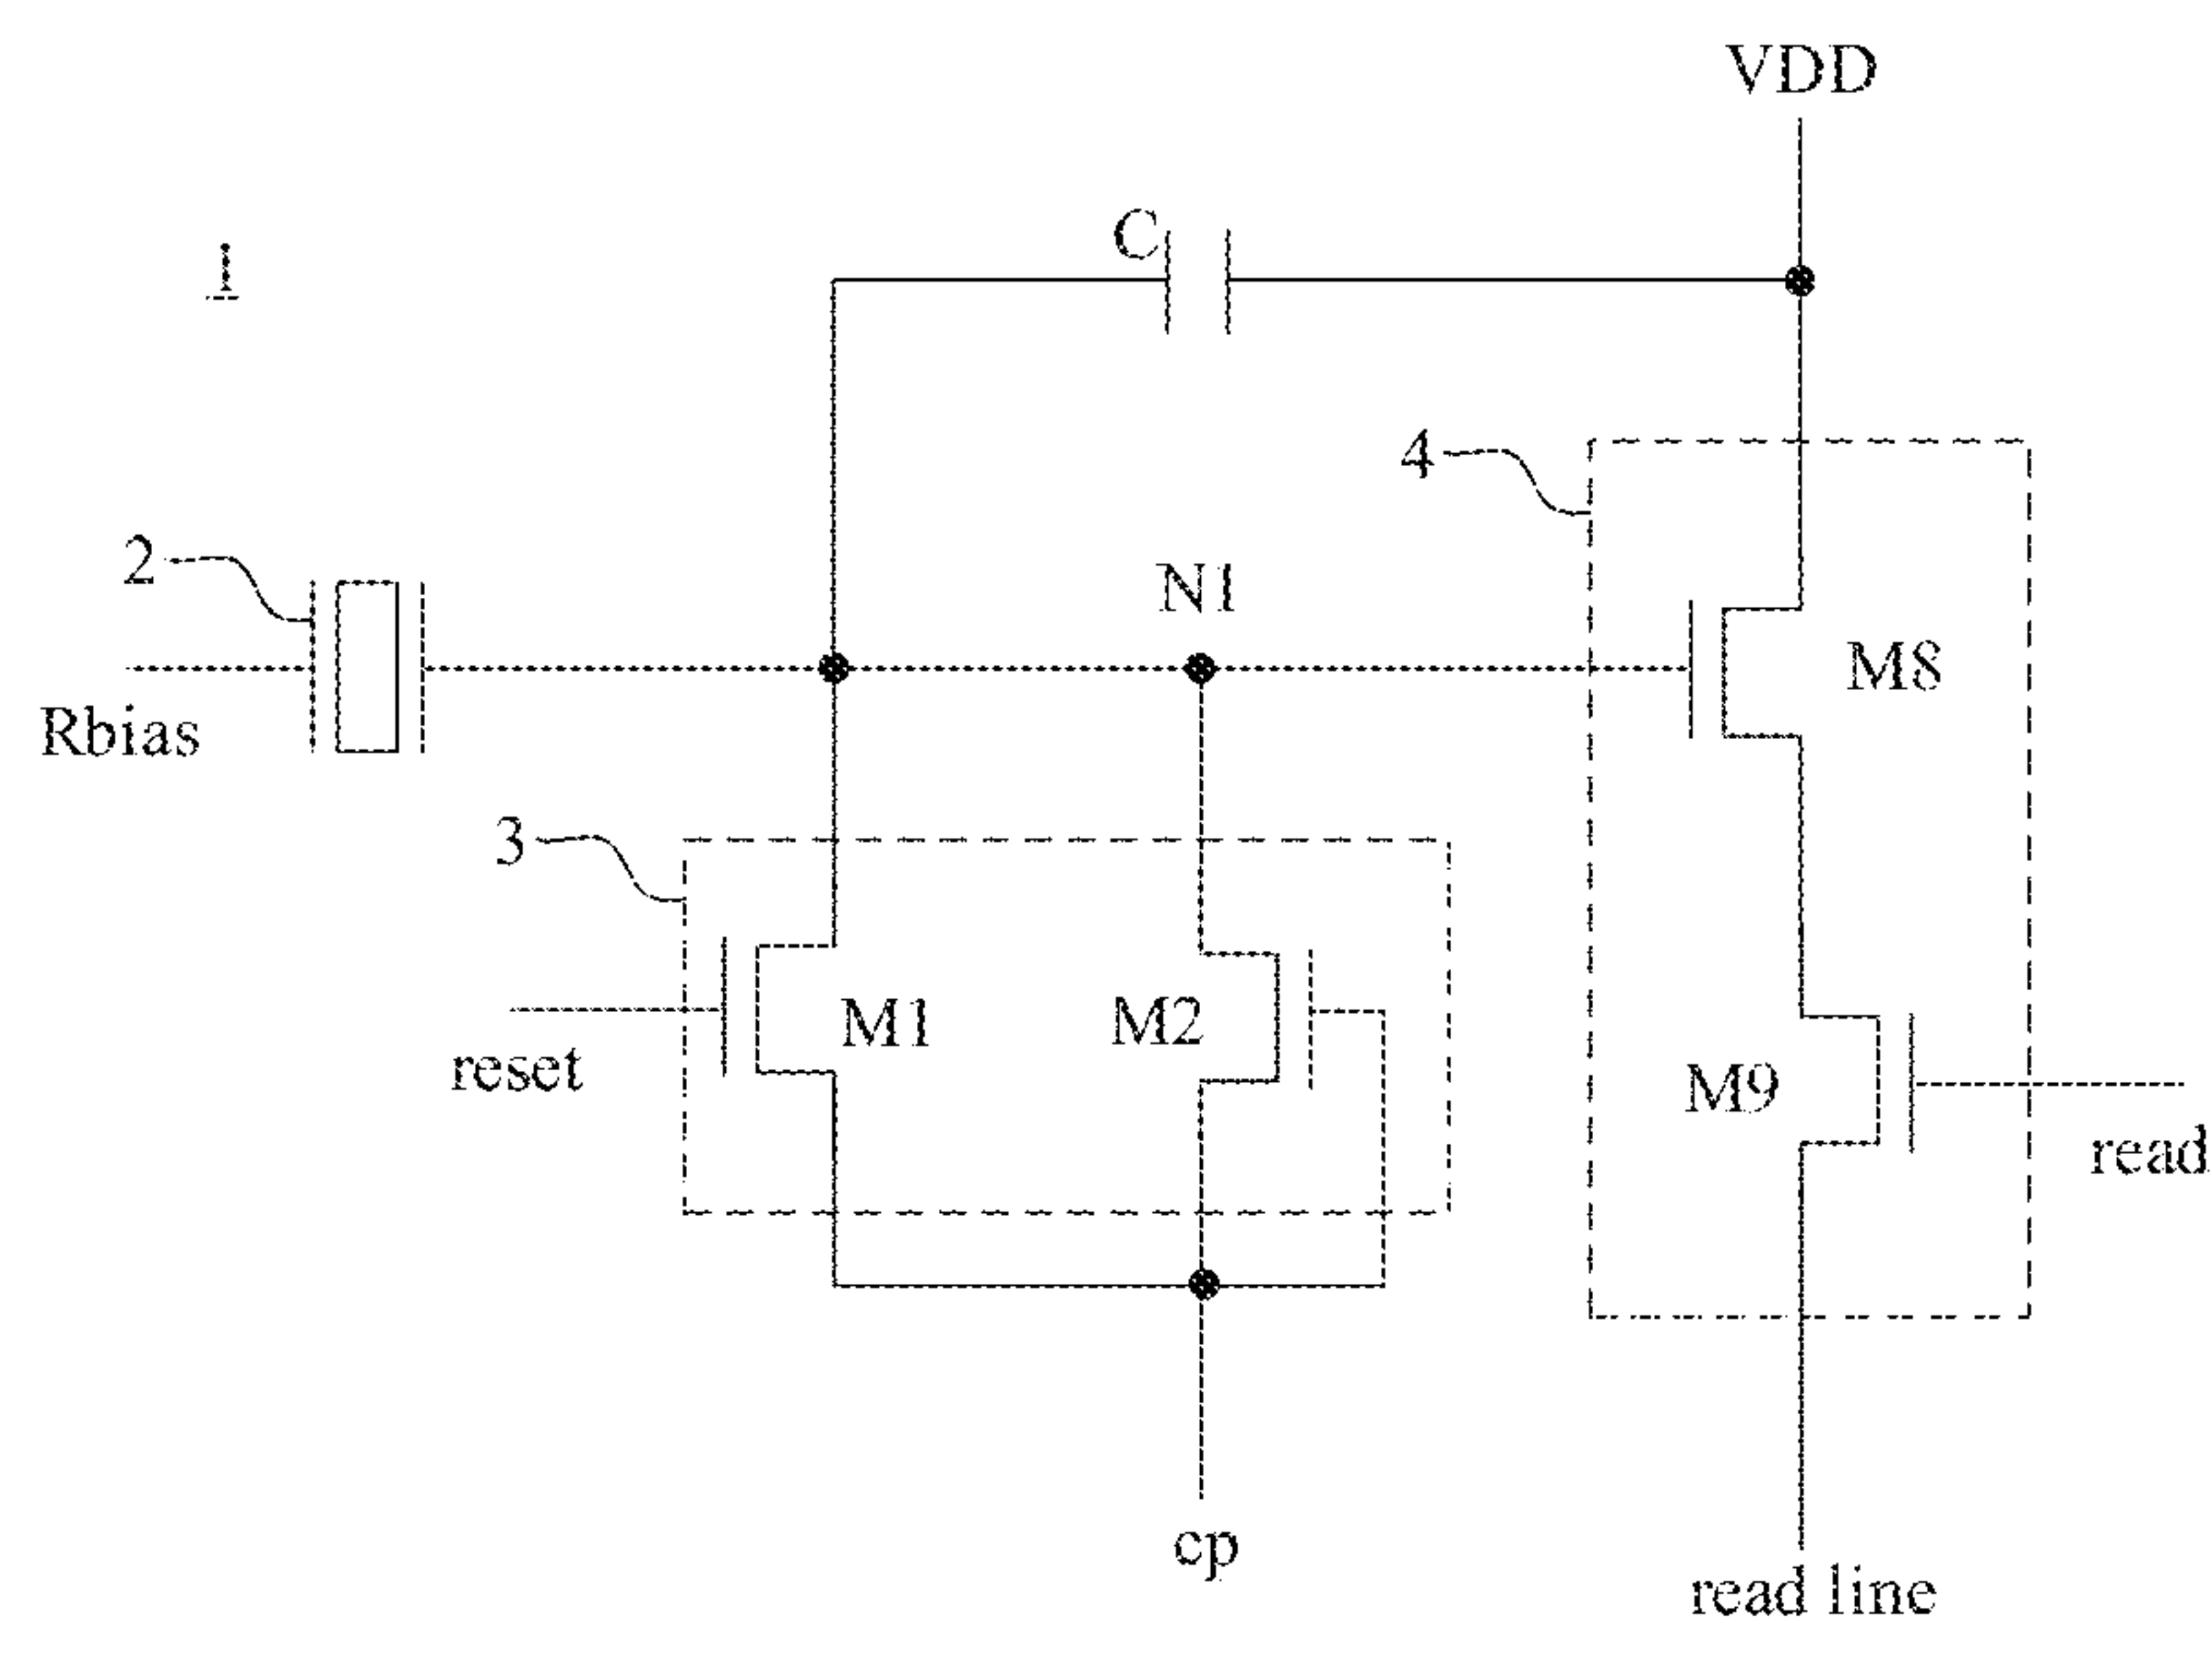 VDD
C
1
4
2
N1
M8
Rbias
3
M1
M2
reset
M9
read
cp
read line